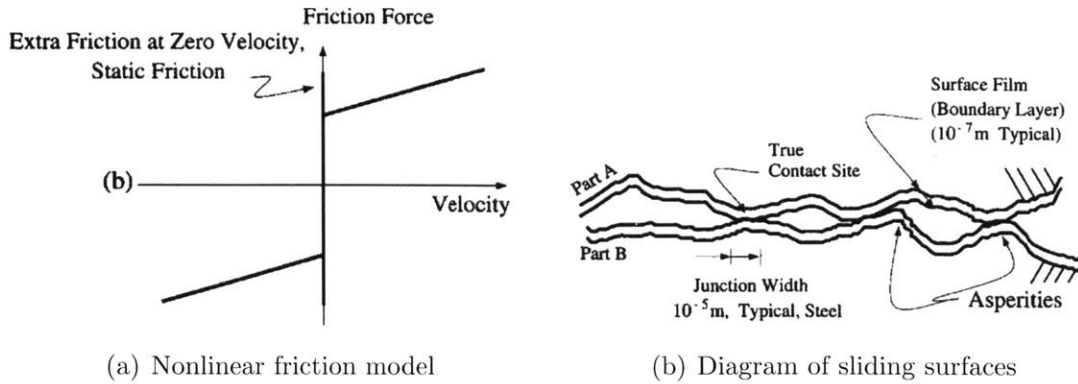 Friction Force
Extra Friction at Zero Velocity,
Static Friction
(b)
Velocity
(a) Nonlinear friction model
Surface Film
(Boundary Layer)
(10⁻⁷m Typical)
True
Contact Site
Part A
Part B
Junction Width
10⁻⁵m, Typical, Steel
Asperities
(b) Diagram of sliding surfaces